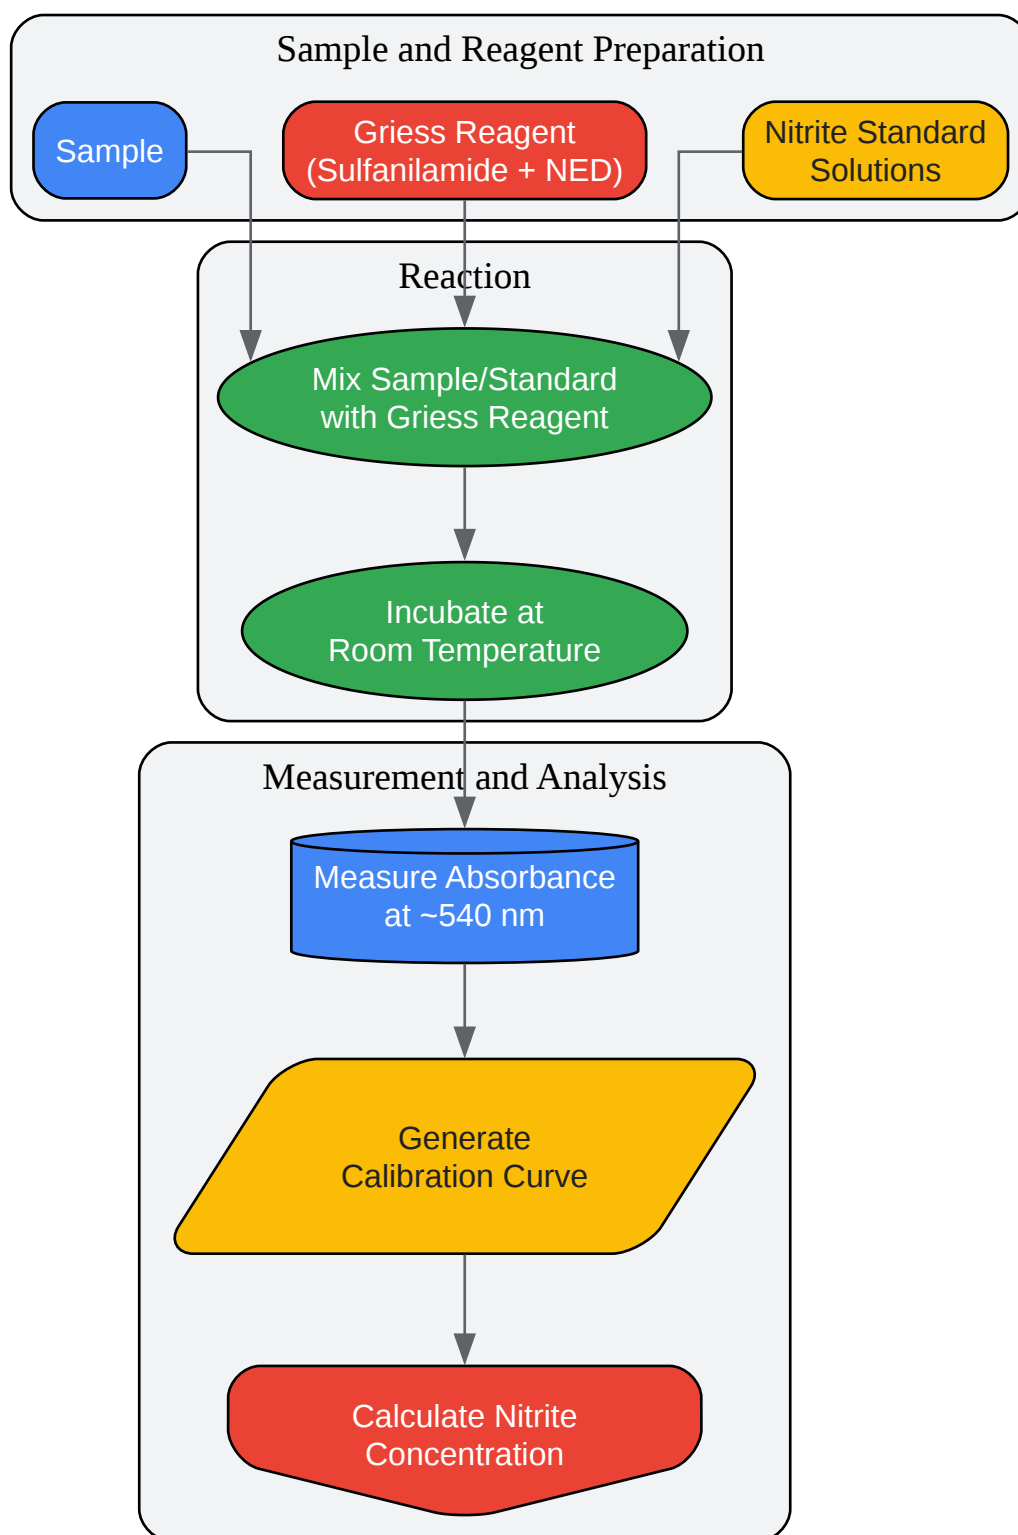 Sample and Reagent Preparation
Sample
Griess Reagent
(Sulfanilamide + NED)
Nitrite Standard
Solutions
Reaction
Mix Sample/Standard
with Griess Reagent
Incubate at
Room Temperature
Measurement and Analysis
Measure Absorbance
at ~540 nm
Generate
Calibration Curve
Calculate Nitrite
Concentration